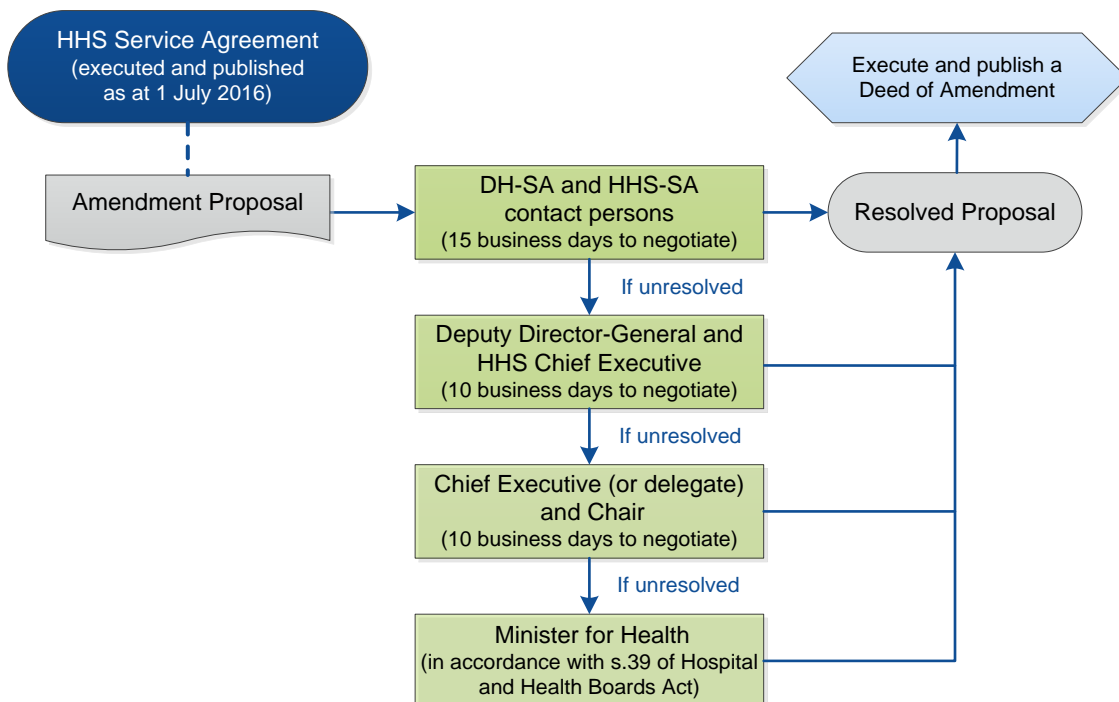 HHS Service Agreement
(executed and published
as at 1 July 2016)
Execute and publish a
Deed of Amendment
Amendment Proposal
DH-SA and HHS-SA
contact persons
(15 business days to negotiate)
Resolved Proposal
If unresolved
Deputy Director-General and
HHS Chief Executive
(10 business days to negotiate)
If unresolved
Chief Executive (or delegate)
and Chair
(10 business days to negotiate)
If unresolved
Minister for Health
(in accordance with s.39 of Hospital
and Health Boards Act)